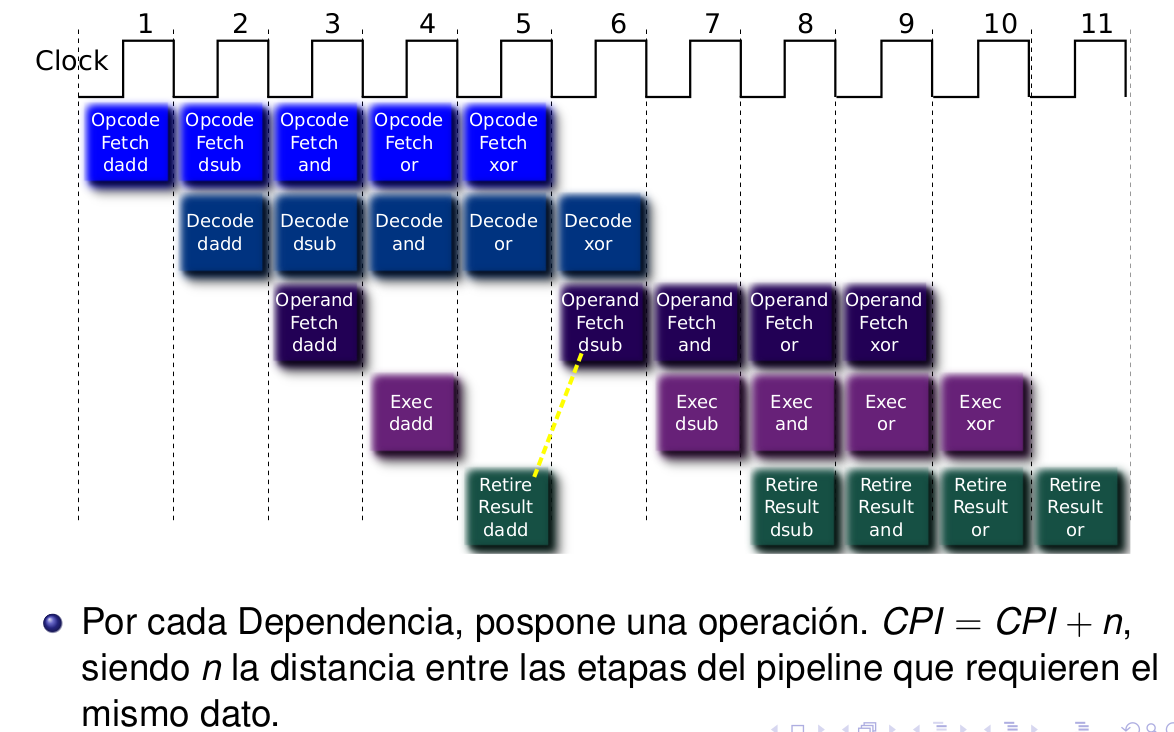 1 2 3 4 5 6 7 8 9 10 11
Clock
Opcode Opcode Opcode Opcode Opcode
Fetch Fetch Fetch Fetch Fetch
dadd dsub and or xor
Decode Decode Decode Decode Decode
dadd dsub and or xor
Operand Operand Operand Operand Operand
Fetch Fetch Fetch Fetch Fetch
dadd dsub and or xor
Exec Exec Exec Exec Exec
dadd dsub and or xor
Retire Retire Retire Retire Retire
Result Result Result Result Result
dadd dsub and or or
Por cada Dependencia, pospone una operación. CPI = CPI + n,
siendo n la distancia entre las etapas del pipeline que requieren el
mismo dato.